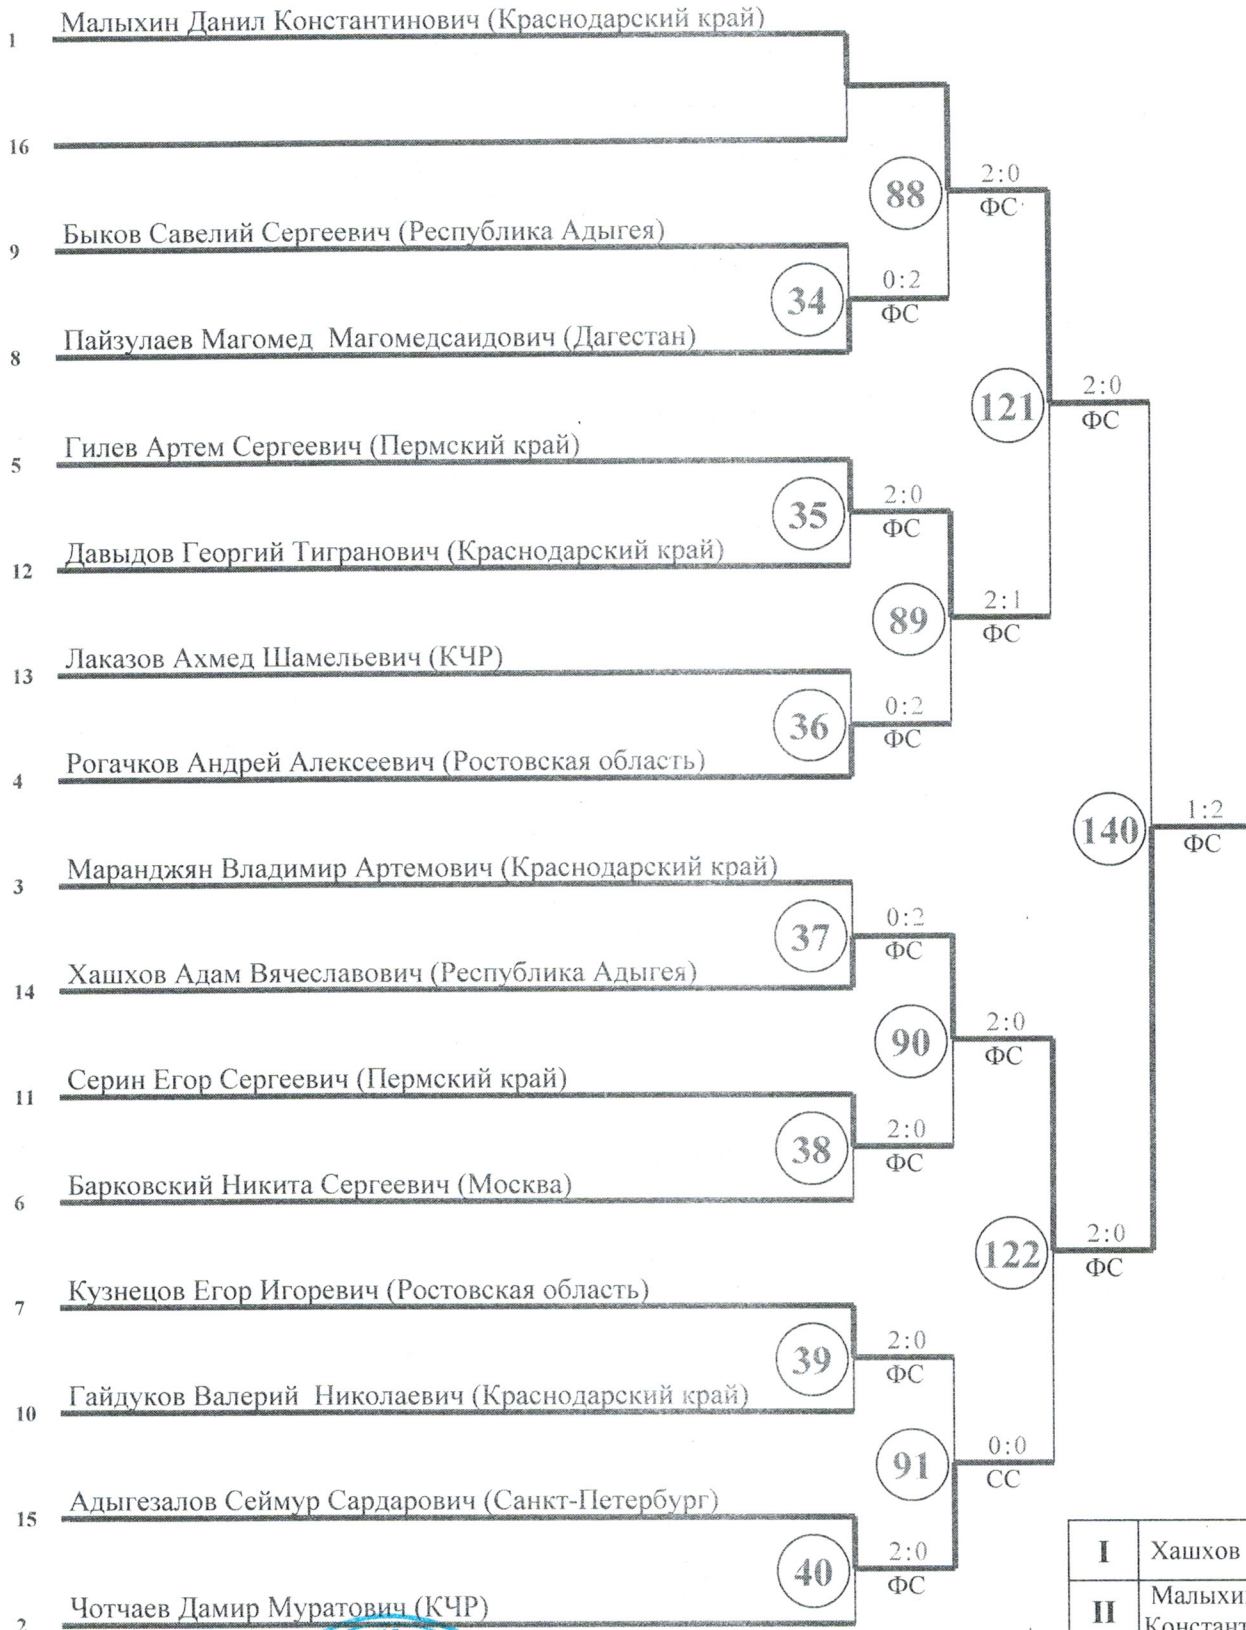 Малыхин Данил Константинович (Краснодарский край)
1
16
88
2:0
ФС
Быков Савелий Сергеевич (Республика Адыгея)
9
34
0:2
ФС
Пайзулаев Магомед Магомедсаидович (Дагестан)
8
121
2:0
ФС
Гилев Артем Сергеевич (Пермский край)
5
35
2:0
ФС
Давыдов Георгий Тигранович (Краснодарский край)
12
89
2:1
ФС
Лаказов Ахмед Шамельевич (КЧР)
13
36
0:2
ФС
Рогачков Андрей Алексеевич (Ростовская область)
4
140
1:2
ФС
Маранджян Владимир Артемович (Краснодарский край)
3
37
0:2
ФС
Хашхов Адам Вячеславович (Республика Адыгея)
14
90
2:0
ФС
Серин Егор Сергеевич (Пермский край)
11
38
2:0
ФС
Барковский Никита Сергеевич (Москва)
6
122
2:0
ФС
Кузнецов Егор Игоревич (Ростовская область)
7
39
2:0
ФС
Гайдуков Валерий Николаевич (Краснодарский край)
10
91
0:0
СС
Адыгезалов Сеймур Сардарович (Санкт-Петербург)
15
40
2:0
ФС
Чотчаев Дамир Муратович (КЧР)
2
I Хашхов
II Малыхин
Констант